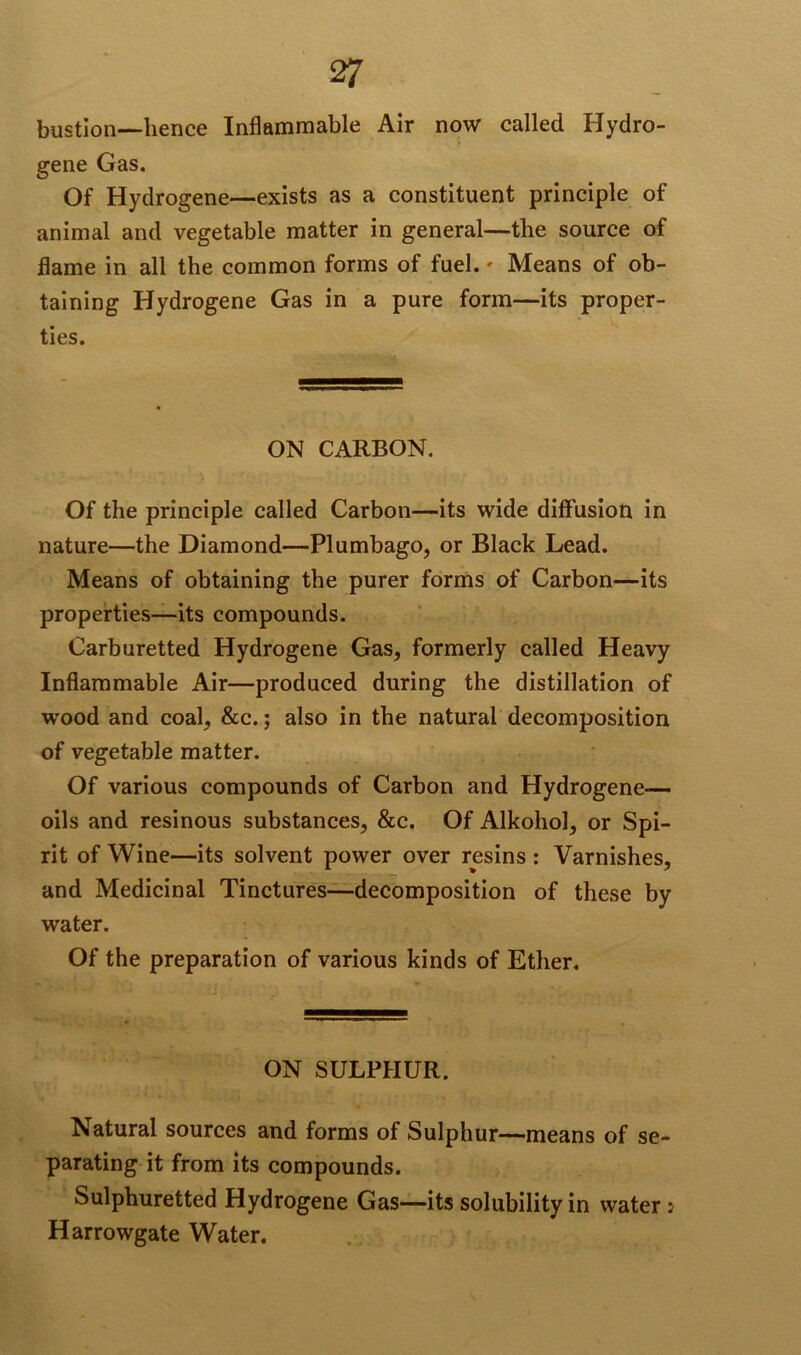 27
bustion—hence Inflammable Air now called Hydro-
gene Gas.
Of Hydrogene—exists as a constituent principle of
animal and vegetable matter in general—the source of
flame in all the common forms of fuel. Means of ob-
taining Hydrogene Gas in a pure form—its proper-
ties.
ON CARBON.
Of the principle called Carbon—its wide diffusion in
nature—the Diamond—Plumbago, or Black Lead.
Means of obtaining the purer forms of Carbon—its
properties—its compounds.
Carburetted Hydrogene Gas, formerly called Heavy
Inflammable Air—produced during the distillation of
wood and coal, &c.; also in the natural decomposition
of vegetable matter.
Of various compounds of Carbon and Hydrogene—
oils and resinous substances, &c. Of Alkohol, or Spi-
rit of Wine—its solvent power over resins: Varnishes,
and Medicinal Tinctures—decomposition of these by
water.
Of the preparation of various kinds of Ether.
ON SULPHUR.
Natural sources and forms of Sulphur—means of se-
parating it from its compounds.
Sulphuretted Hydrogene Gas—its solubility in water:
Harrowgate Water.